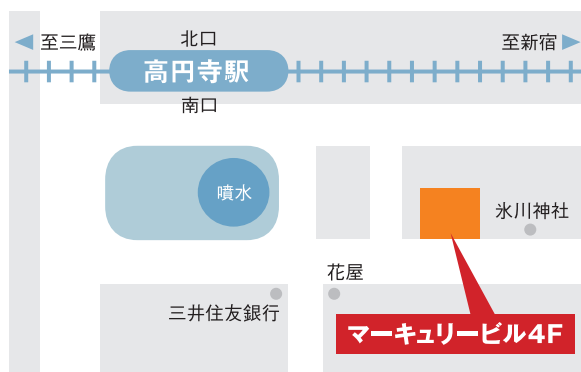 至三鷹
北口
至新宿
高円寺駅
南口
噴水
氷川神社
花屋
三井住友銀行
マーキュリービル4F